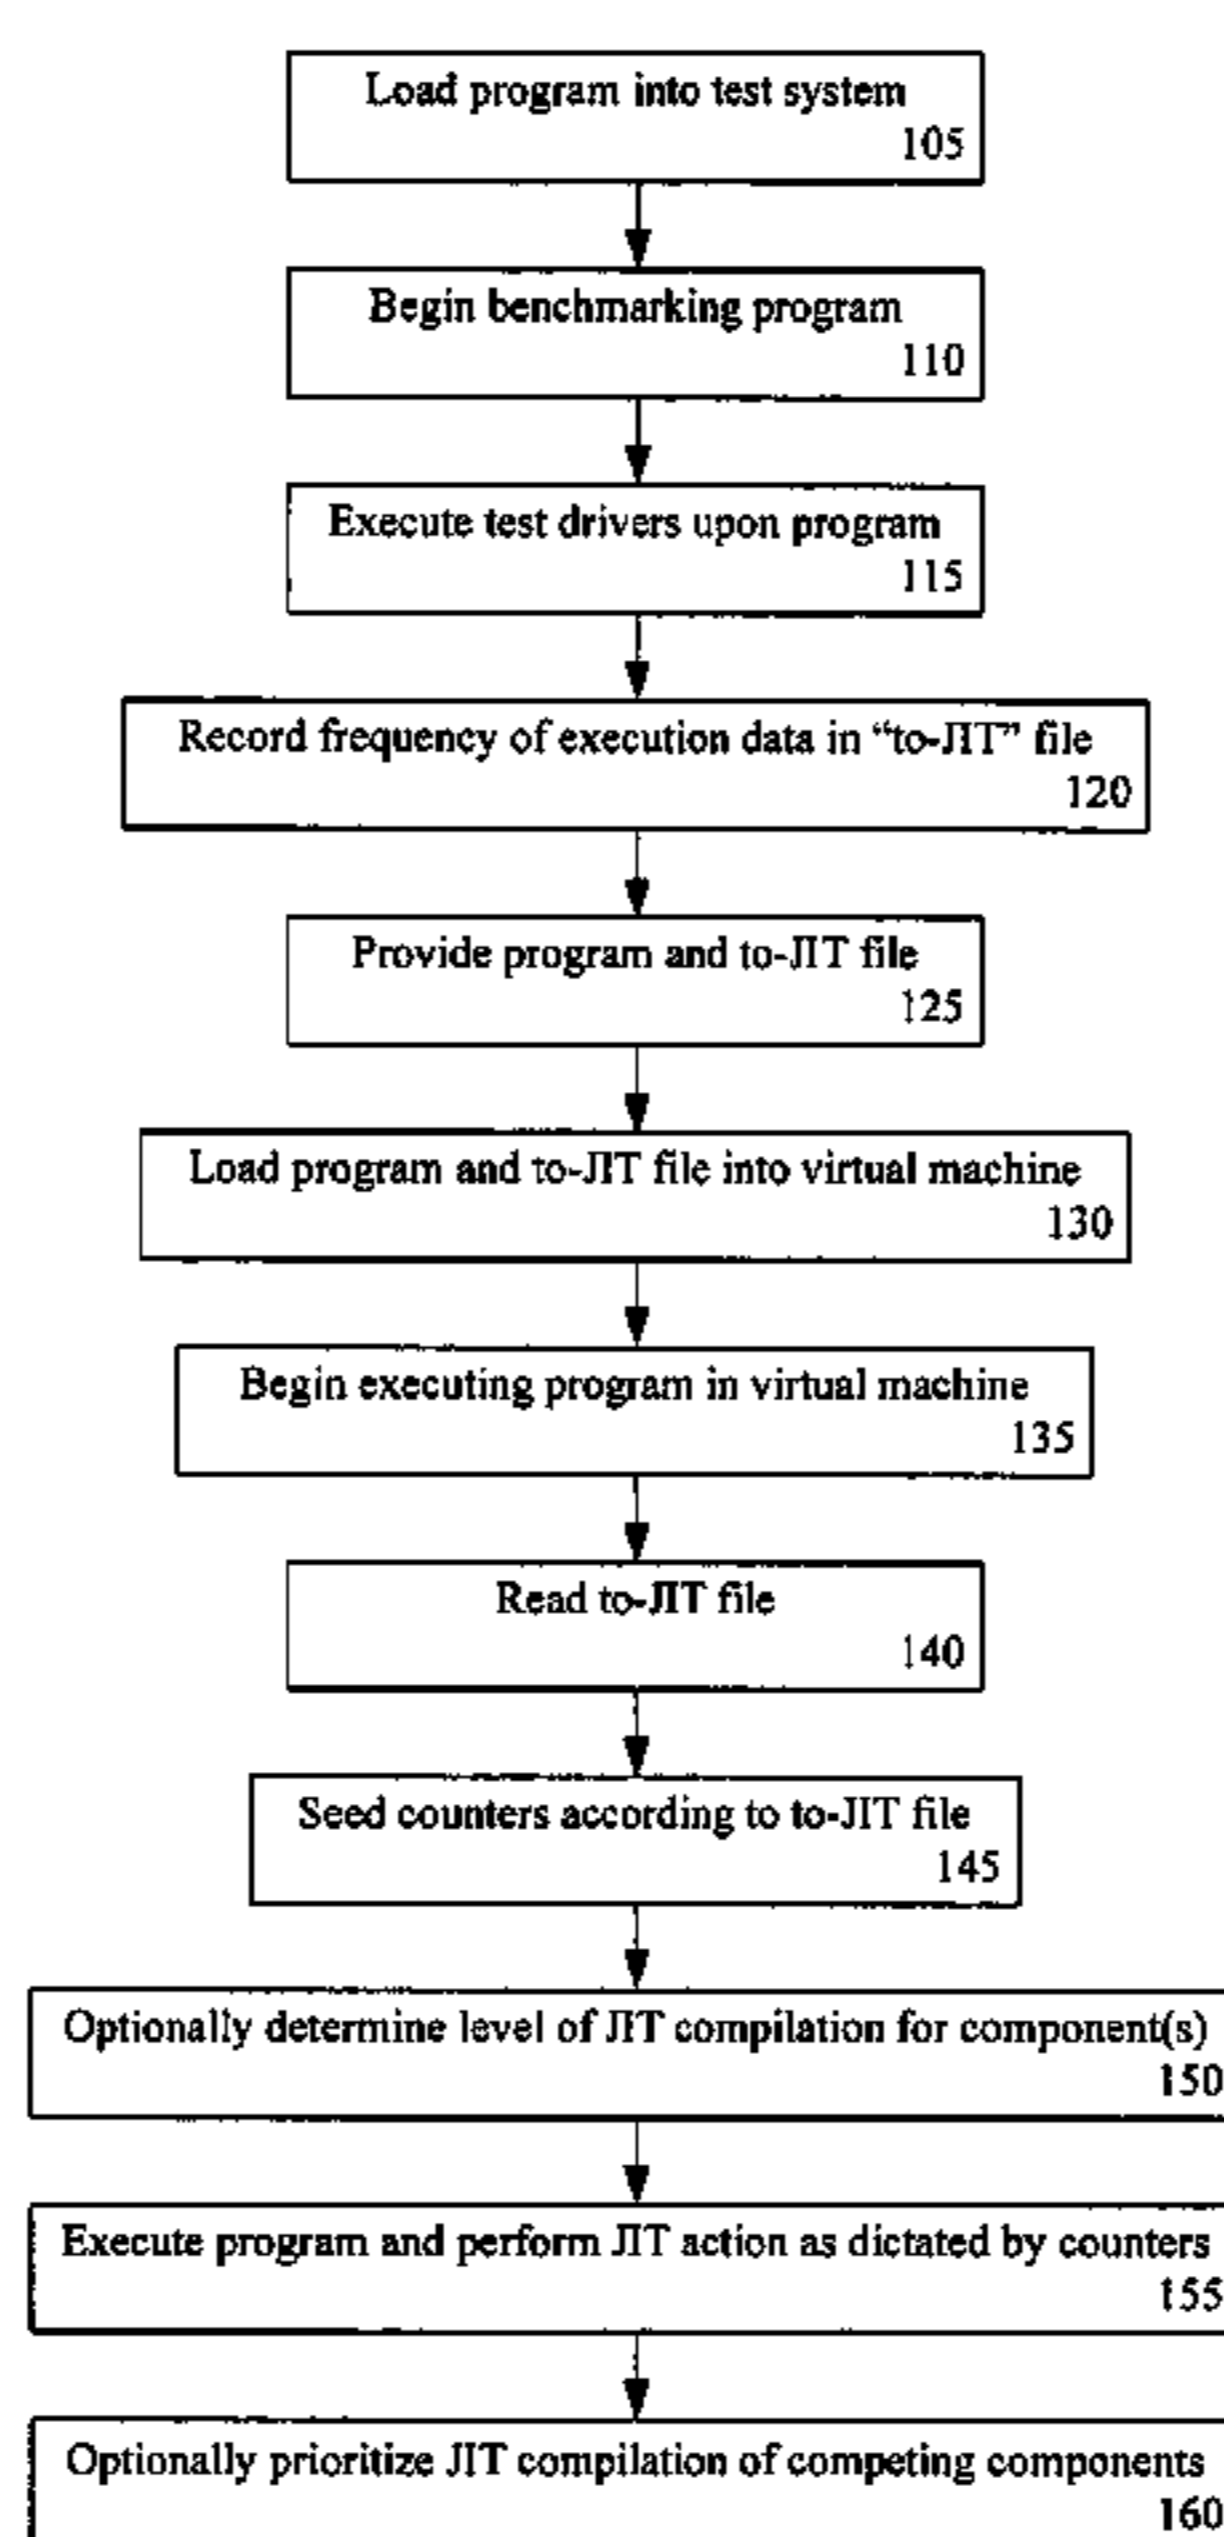 Load program into test system
105
Begin benchmarking program
110
Execute test drivers upon program
115
Record frequency of execution data in “to-JIT” file
120
Provide program and to-JIT file
125
Load program and to-JIT file into virtual machine
130
Begin executing program in virtual machine
135
Read to-JIT file
140
Seed counters according to to-JIT file
145
Optionally determine level of JIT compilation for component(s)
150
Execute program and perform JIT action as dictated by counters
155
Optionally prioritize JIT compilation of competing components
160